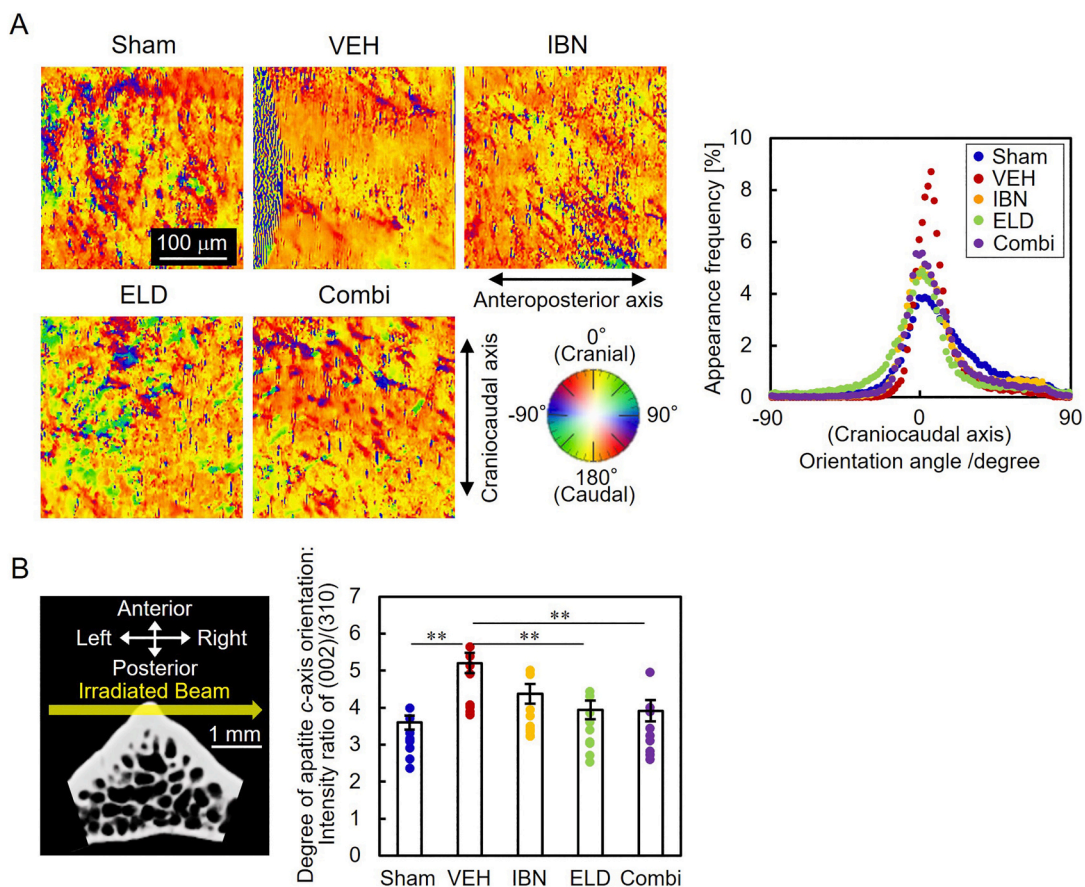 A
Sham
VEH
IBN
100 μm
Anteroposterior axis
ELD
Combi
Craniocaudal axis
0°
(Cranial)
-90°
90°
180°
(Caudal)
Appearance frequency [%]
10
8
6
4
2
0
Sham
VEH
IBN
ELD
Combi
-90
0
90
(Craniocaudal axis)
Orientation angle /degree
B
Anterior
Left
Right
Posterior
Irradiated Beam
1 mm
Degree of apatite c-axis orientation:
Intensity ratio of (002)/(310)
7
6
5
4
3
2
1
0
**
**
**
Sham
VEH
IBN
ELD
Combi